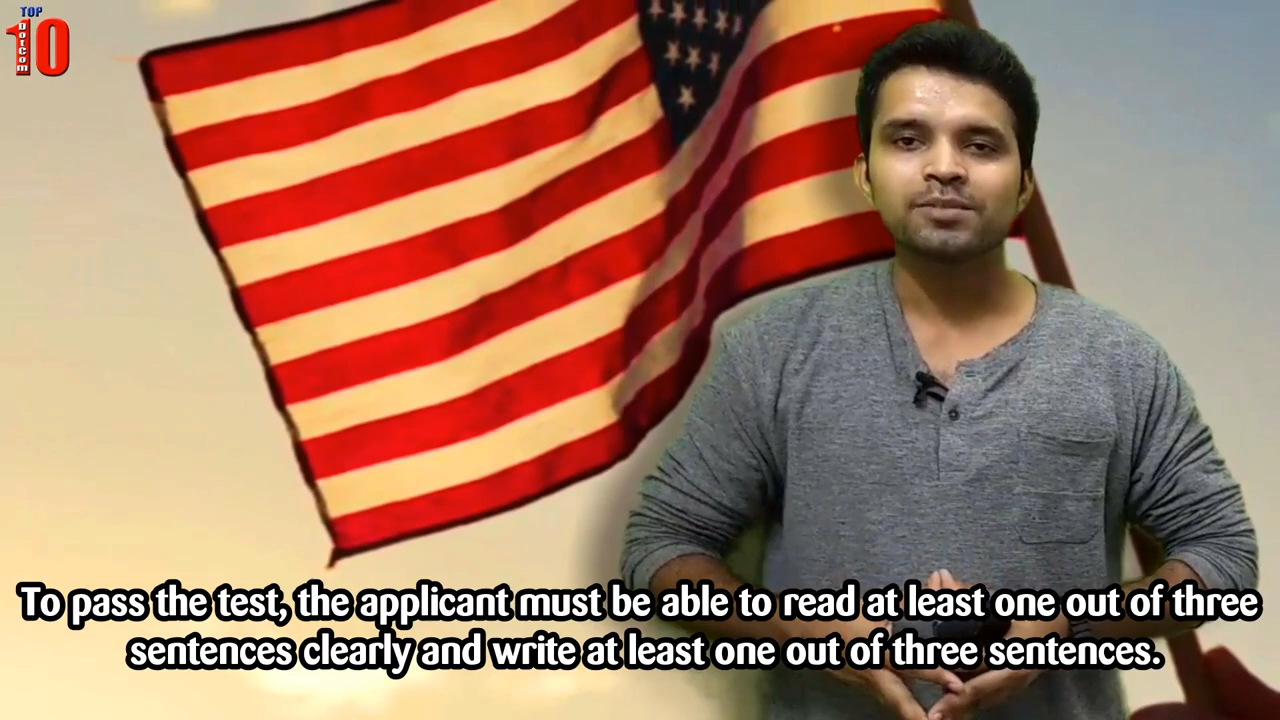 TOP
10
DOTCOM
To pass the test, the applicant must be able to read at least one out of three
sentences clearly and write at least one out of three sentences.